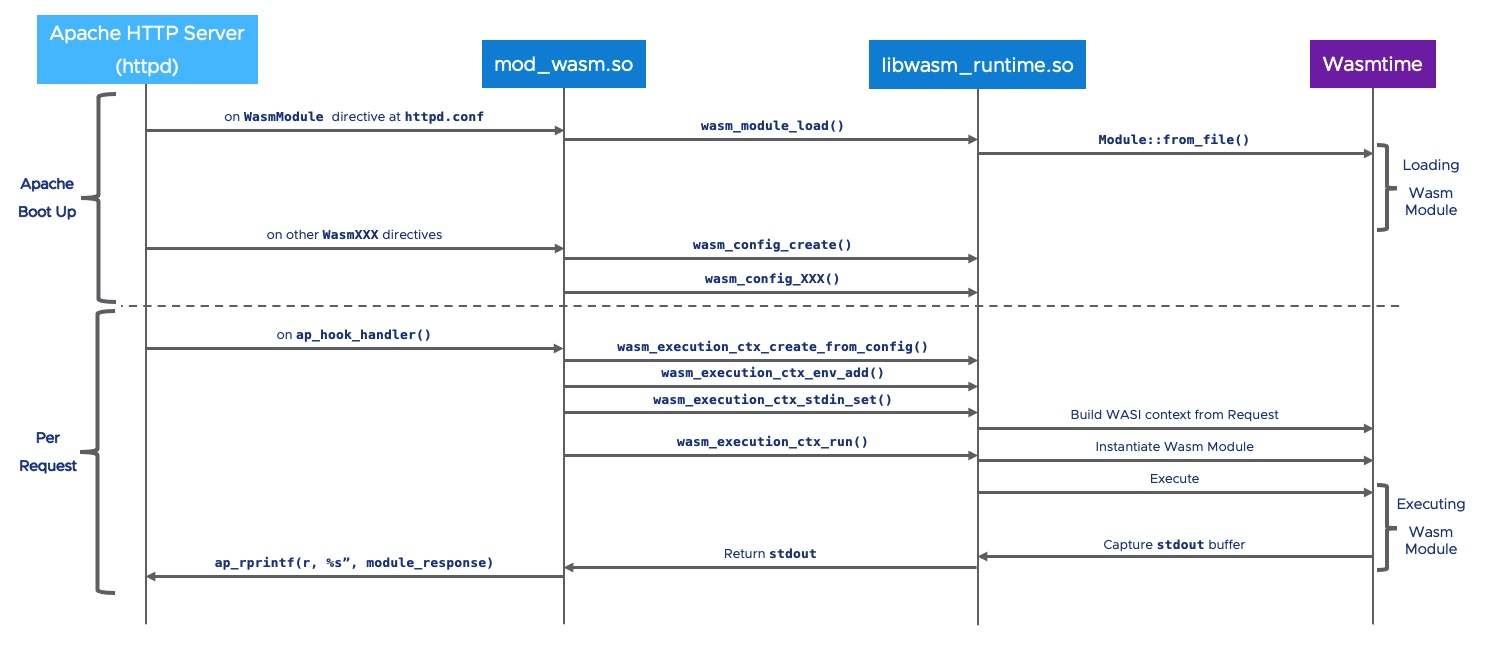 Apache HTTP Server
(httpd)
mod_wasm.so
libwasm_runtime.so
Wasmtime
on WasmModule directive at httpd.conf
wasm_module_load()
Module::from_file()
Loading
Wasm
Module
Apache
Boot Up
on other WasmXXX directives
wasm_config_create()
wasm_config_XXX()
on ap_hook_handler()
wasm_execution_ctx_create_from_config()
wasm_execution_ctx_env_add()
wasm_execution_ctx_stdin_set()
Build WASI context from Request
wasm_execution_ctx_run()
Instantiate Wasm Module
Per
Request
Execute
Executing
Wasm
Module
Capture stdout buffer
Return stdout
ap_rprintf(r, %s”, module_response)